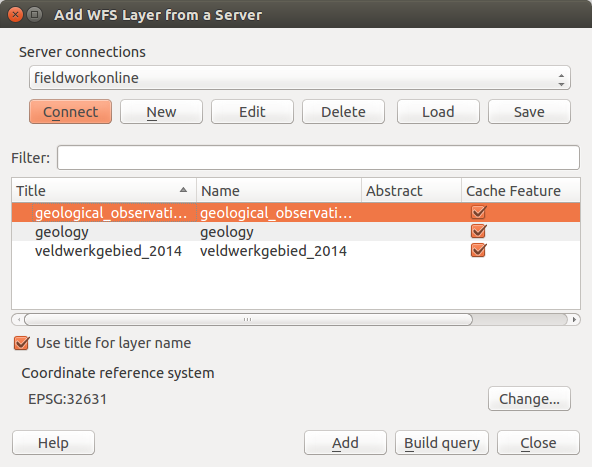 Add WFS Layer from a Server
Server connections
fieldworkonline
Connect New Edit Delete Load Save
Filter:
Title Name Abstract Cache Feature
geological_observati... geological_observati...
geology geology
veldwerkgebied_2014 veldwerkgebied_2014
Use title for layer name
Coordinate reference system
EPSG:32631 Change...
Help Add Build query Close